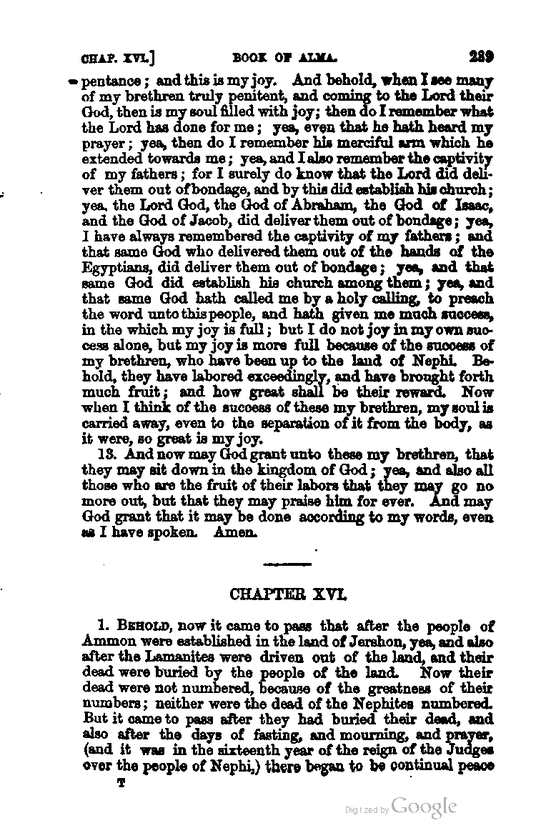 CHAP. XVI.] BOOK OF ALMA. 289
pentance; and this is my joy. And behold, when I see many
of my brethren truly penitent, and coming to the Lord their
God, then is my soul filled with joy; then do I remember what
the Lord has done for me; yea, even that he hath heard my
prayer; yea, then do I remember his merciful arm which he
extended towards me; yea, and I also remember the captivity
of my fathers; for I surely do know that the Lord did deli-
ver them out of bondage, and by this did establish his church;
yea, the Lord God, the God of Abraham, the God of Isaac,
and the God of Jacob, did deliver them out of bondage; yea,
I have always remembered the captivity of my fathers; and
that same God who delivered them out of the hands of the
Egyptians, did deliver them out of bondage; yea, and that
same God did establish his church among them; yea, and
that same God hath called me by a holy calling, to preach
the word unto this people, and hath given me much success,
in the which my joy is full; but I do not joy in my own suc-
cess alone, but my joy is more full because of the success of
my brethren, who have been up to the land of Nephi. Be-
hold, they have labored exceedingly, and have brought forth
much fruit; and how great shall be their reward. Now
when I think of the success of these my brethren, my soul is
carried away, even to the separation of it from the body, as
it were, so great is my joy.
13. And now may God grant unto these my brethren, that
they may sit down in the kingdom of God; yea, and also all
those who are the fruit of their labors that they may go no
more out, but that they may praise him for ever. And may
God grant that it may be done according to my words, even
as I have spoken. Amen.
CHAPTER XVI.
1. BEHOLD, now it came to pass that after the people of
Ammon were established in the land of Jershon, yea, and also
after the Lamanites were driven out of the land, and their
dead were buried by the people of the land. Now their
dead were not numbered, because of the greatness of their
numbers; neither were the dead of the Nephites numbered.
But it came to pass after they had buried their dead, and
also after the days of fasting, and mourning, and prayer,
(and it was in the sixteenth year of the reign of the Judges
over the people of Nephi,) there began to be continual peace
T
Digitized by Google